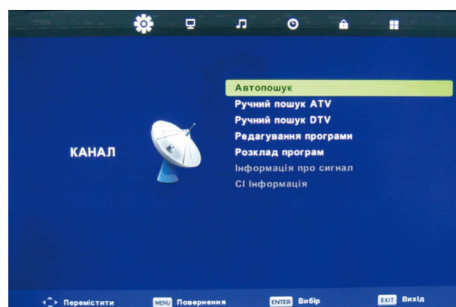 Автопошук
Ручний пошук ATV
Ручний пошук DTV
Редагування програми
Розклад програм
Інформація про сигнал
CI Інформація
КАНАЛ
Перемістити MENU Повернення ENTER Вибір EXIT Вихід